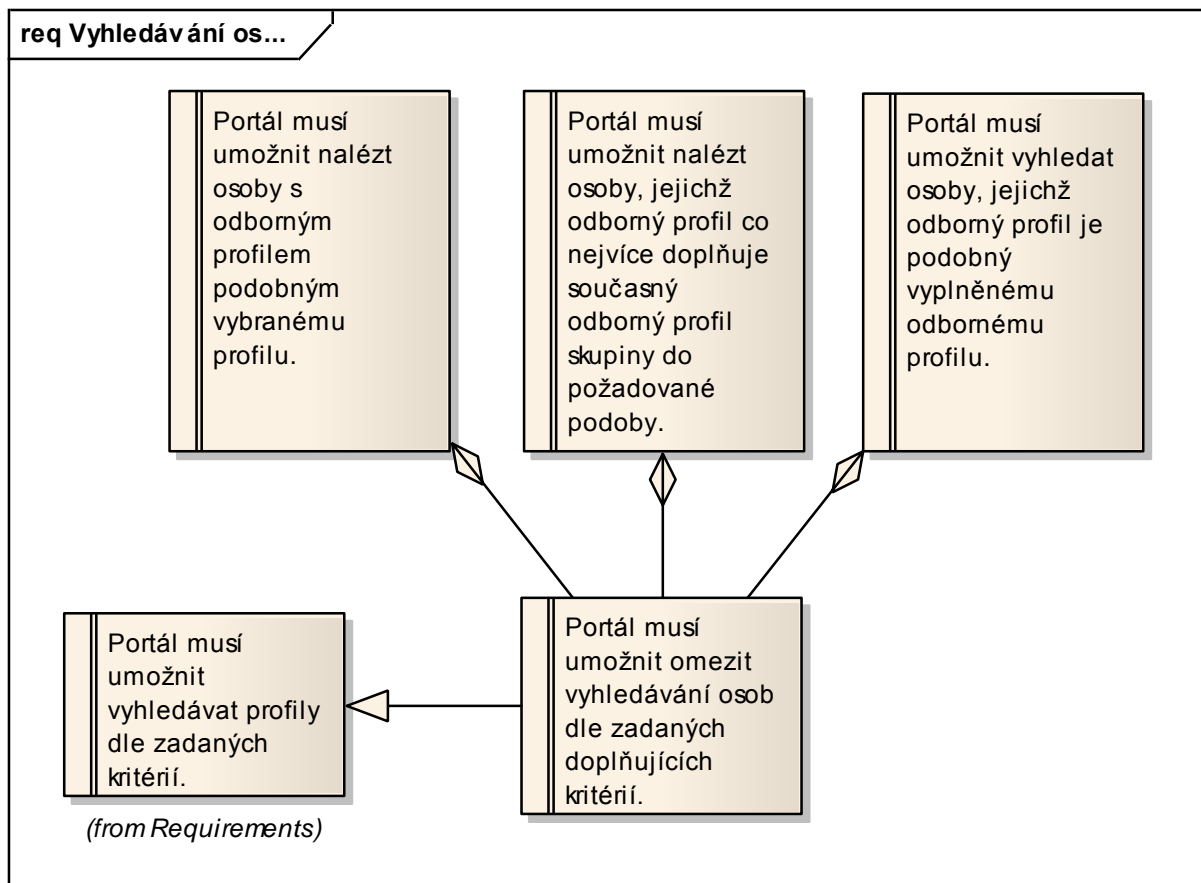 req Vyhledávání os...
Portál musí
umožnit nalézt
osoby s
odborným
profilem
podobným
vybranému
profilu.
Portál musí
umožnit nalézt
osoby, jejichž
odborný profil co
nejvíce doplňuje
současný
odborný profil
skupiny do
požadované
podoby.
Portál musí
umožnit vyhledat
osoby, jejichž
odborný profil je
podobný
vyplněnému
odbornému
profilu.
Portál musí
umožnit
vyhledávat profily
dle zadaných
kritérií.
(from Requirements)
Portál musí
umožnit omezit
vyhledávání osob
dle zadaných
doplňujících
kritérií.